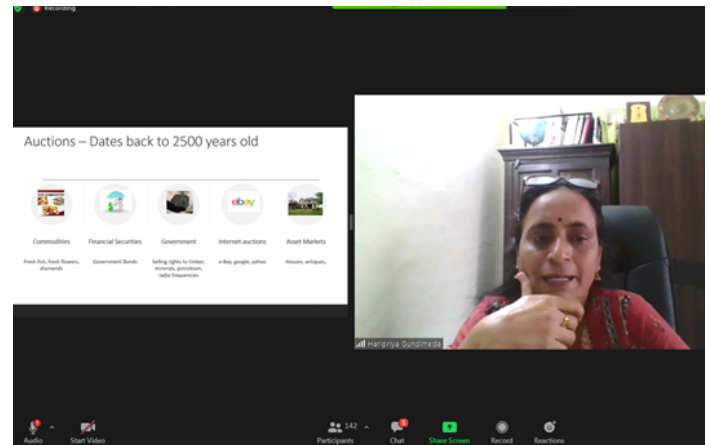 Recording
Auctions – Dates back to 2500 years old
ebay
Commodities
Financial Securities
Government
Internet auctions
Asset Markets
Fresh fish, fresh flowers,
diamonds
Government Bonds
Selling rights to timber,
minerals, petroleum,
radio frequencies
e-Bay, google, yahoo
Houses, antiques,
Haripriya Gundimeda
142
Audio
Start Video
Participants
Chat
Share Screen
Record
Reactions